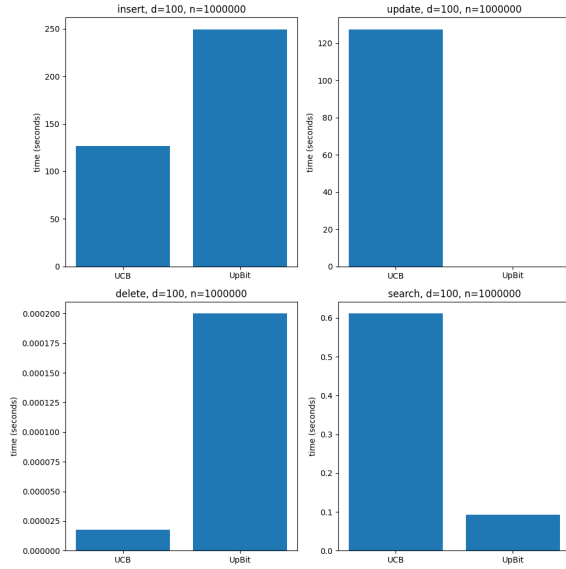 insert, d=100, n=1000000
250
200
150
100
50
0
time (seconds)
UCB
UpBit
update, d=100, n=1000000
120
100
80
60
40
20
0
time (seconds)
UCB
UpBit
delete, d=100, n=1000000
0.000200
0.000175
0.000150
0.000125
0.000100
0.000075
0.000050
0.000025
0.000000
time (seconds)
UCB
UpBit
search, d=100, n=1000000
0.6
0.5
0.4
0.3
0.2
0.1
0.0
time (seconds)
UCB
UpBit